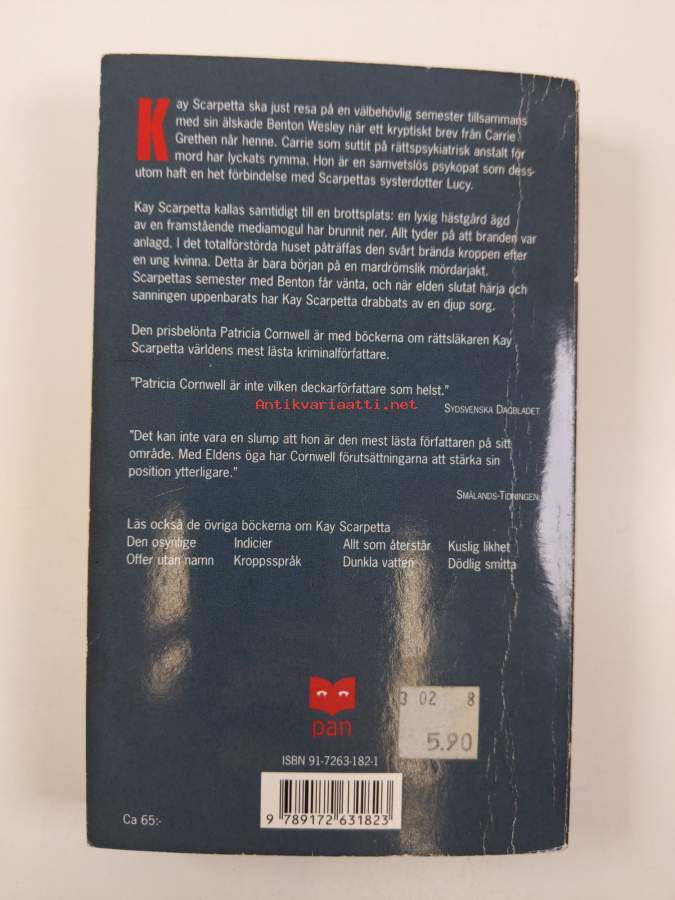 Kay Scarpetta ska just resa på en välbehövlig semester tillsammans
med sin älskade Benton Wesley när ett kryptiskt brev från Carrie
Grethen når henne. Carrie som suttit på rättspsykiatrisk anstalt för
mord har lyckats rymma. Hon är en samvetslös psykopat som dess-
utom haft en het förbindelse med Scarpettas systerdotter Lucy.
Kay Scarpetta kallas samtidigt till en brottsplats: en lyxig hästgård ägd
av en framstående mediamogul har brunnit ner. Allt tyder på att branden var
anlagd. I det totalförstörda huset påträffas den svårt brända kroppen efter
en ung kvinna. Detta är bara början på en mardrömslik mördarjakt.
Scarpettas semester med Benton får vänta, och när elden slutat härja och
sanningen uppenbarats har Kay Scarpetta drabbats av en djup sorg.
Den prisbelönta Patricia Cornwell är med böckerna om rättsläkaren Kay
Scarpetta världens mest lästa kriminalförfattare.
"Patricia Cornwell är inte vilken deckarförfattare som helst."
Antikvariaatti.net
SYDSVENSKA DAGBLADET
"Det kan inte vara en slump att hon är den mest lästa författaren på sitt
område. Med Eldens öga har Cornwell förutsättningarna att stärka sin
position ytterligare."
SMÅLANDS-TIDNINGEN
Läs också de övriga böckerna om Kay Scarpetta
Den osynlige Indicier Allt som återstår Kuslig likhet
Offer utan namn Kroppsspråk Dunkla vatten Dödlig smitta
pan
3 02 8
5.90
ISBN 91-7263-182-1
9 789172 631823
Ca 65:-